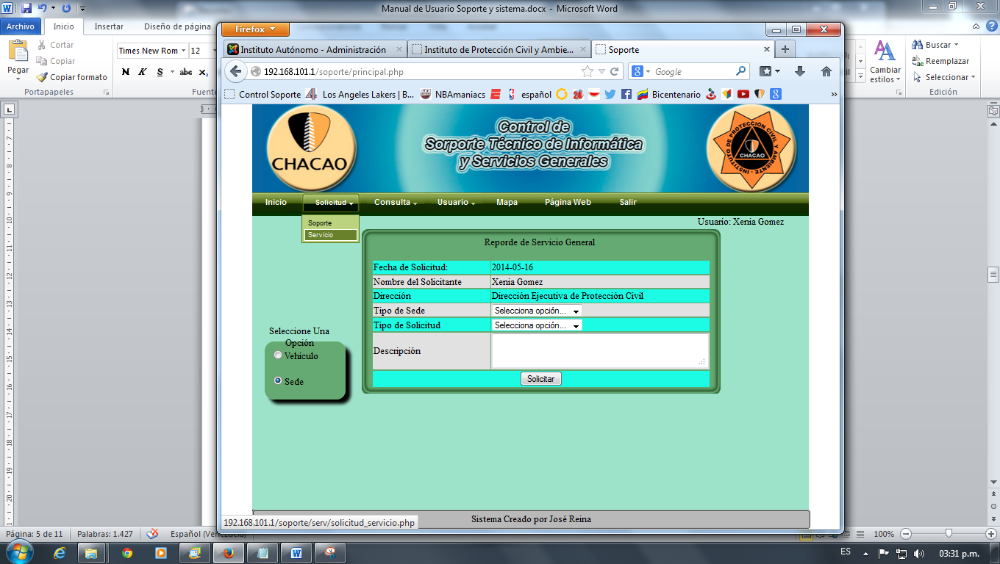 Manual de Usuario Soporte y sistema.docx - Microsoft Word
Archivo Inicio Insertar Diseño de página
Firefox
Pegar
Cortar
Copiar
Copiar formato
Portapapeles
Times New Rom 12
N K S abc x₂
Fuente
Cambiar estilos
Buscar
Reemplazar
Seleccionar
Edición
Instituto Autónomo - Administración
Instituto de Protección Civil y Ambie...
Soporte
192.168.101.1/soporte/principal.php
Google
Control Soporte Los Angeles Lakers | B... NBAmaniacs español Bicentenario »
CHACAO
Control de
Sorporte Técnico de Informática
y Servicios Generales
INSTITUTO DE PROTECCIÓN CIVIL Y AMBIENTE
CHACAO
Inicio Solicitud Consulta Usuario Mapa Página Web Salir
Soporte
Servicio
Usuario: Xenia Gomez
Reporde de Servicio General
Fecha de Solicitud: 2014-05-16
Nombre del Solicitante Xenia Gomez
Dirección Dirección Ejecutiva de Protección Civil
Tipo de Sede Selecciona opción...
Tipo de Solicitud Selecciona opción...
Descripción
Solicitar
Seleccione Una
Opción
Vehículo
Sede
Sistema Creado por José Reina
192.168.101.1/soporte/serv/solicitud_servicio.php
Página: 5 de 11 Palabras: 1.427 Español (Venezuela) 100%
ES 03:31 p.m.